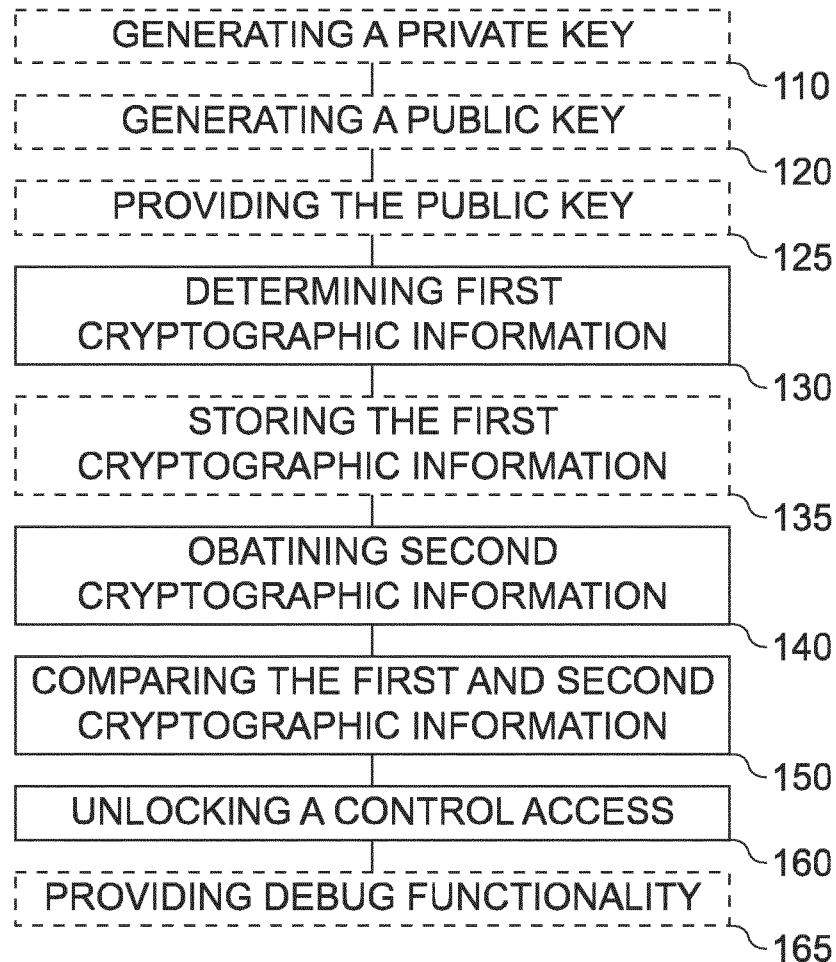 GENERATING A PRIVATE KEY
110
GENERATING A PUBLIC KEY
120
PROVIDING THE PUBLIC KEY
125
DETERMINING FIRST
CRYPTOGRAPHIC INFORMATION
130
STORING THE FIRST
CRYPTOGRAPHIC INFORMATION
135
OBATINING SECOND
CRYPTOGRAPHIC INFORMATION
140
COMPARING THE FIRST AND SECOND
CRYPTOGRAPHIC INFORMATION
150
UNLOCKING A CONTROL ACCESS
160
PROVIDING DEBUG FUNCTIONALITY
165